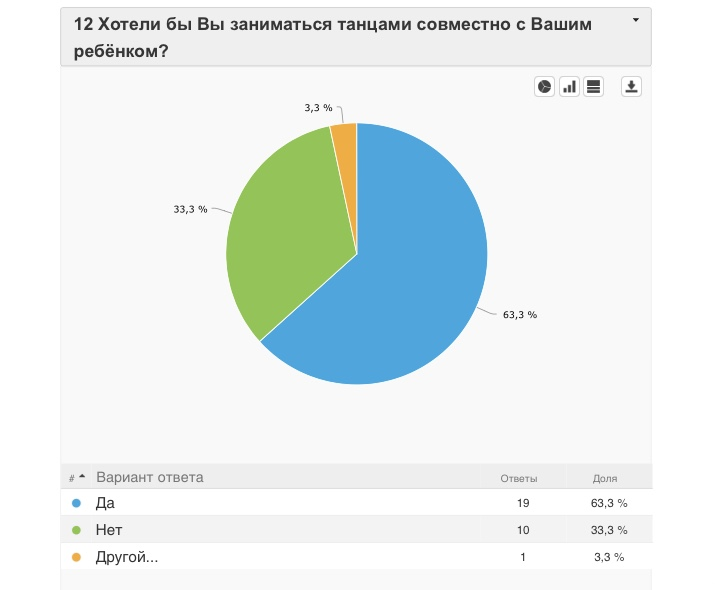 12 Хотели бы Вы заниматься танцами совместно с Вашим
ребёнком?
3,3 %
33,3 %
63,3 %
# Вариант ответа Ответы Доля
Да 19 63,3 %
Нет 10 33,3 %
Другой... 1 3,3 %